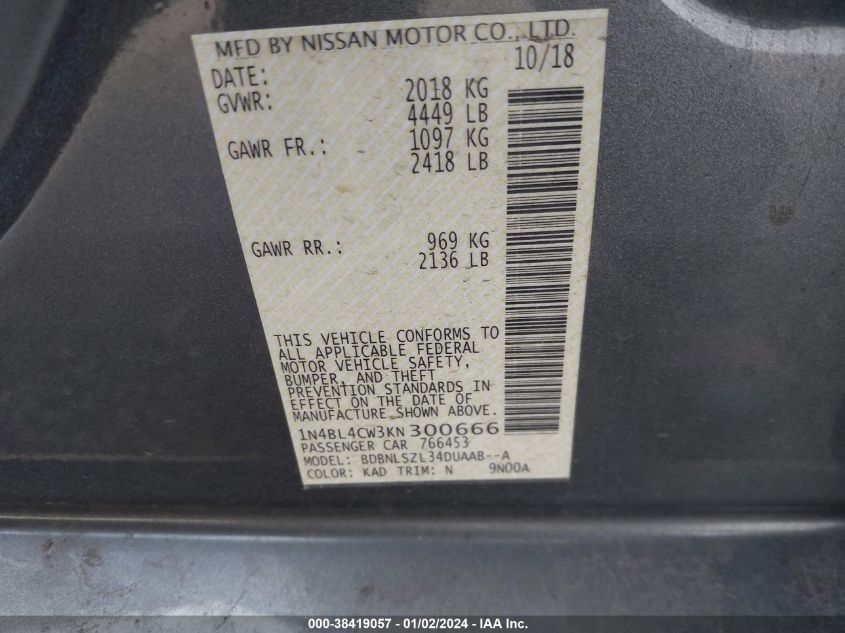 MFD BY NISSAN MOTOR CO., LTD.
DATE: 10/18
GVWR: 2018 KG
4449 LB
GAWR FR.: 1097 KG
2418 LB
GAWR RR.: 969 KG
2136 LB
THIS VEHICLE CONFORMS TO
ALL APPLICABLE FEDERAL
MOTOR VEHICLE SAFETY,
BUMPER, AND THEFT
PREVENTION STANDARDS IN
EFFECT ON THE DATE OF
MANUFACTURE SHOWN ABOVE.
1N4BL4CW3KN300666
PASSENGER CAR 766453
MODEL: BDBNLSZL34DUAAB--A
COLOR: KAD TRIM: N 9N00A
000-38419057 - 01/02/2024 - IAA Inc.